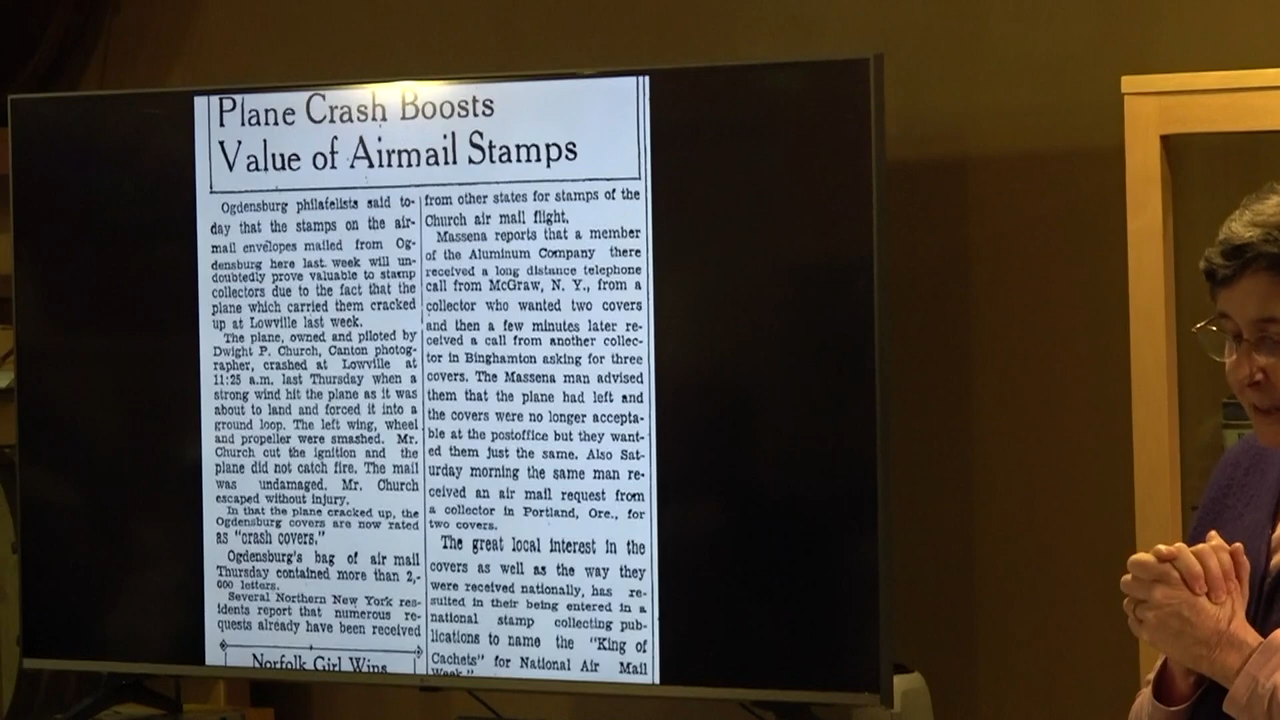 Plane Crash Boosts
Value of Airmail Stamps
Ogdensburg philatelists said to-
day that the stamps on the air-
mail envelopes mailed from Og-
densburg here last week will un-
doubtedly prove valuable to stamp
collectors due to the fact that the
plane which carried them cracked
up at Lowville last week.
The plane, owned and piloted by
Dwight P. Church, Canton photog-
rapher, crashed at Lowville at
11:25 a.m. last Thursday when a
strong wind hit the plane as it was
about to land and forced it into a
ground loop. The left wing, wheel
and propeller were smashed. Mr.
Church cut the ignition and the
plane did not catch fire. The mail
was undamaged. Mr. Church
escaped without injury.
In that the plane cracked up, the
Ogdensburg covers are now rated
as "crash covers."
Ogdensburg's bag of air mail
Thursday contained more than 2,-
000 letters.
Several Northern New York res-
idents report that numerous re-
quests already have been received
Norfolk Girl Wins
from other states for stamps of the
Church air mail flight.
Massena reports that a member
of the Aluminum Company there
received a long distance telephone
call from McGraw, N. Y., from a
collector who wanted two covers
and then a few minutes later re-
ceived a call from another collec-
tor in Binghamton asking for three
covers. The Massena man advised
them that the plane had left and
the covers were no longer accepta-
ble at the postoffice but they want-
ed them just the same. Also Sat-
urday morning the same man re-
ceived an air mail request from
a collector in Portland, Ore., for
two covers.
The great local interest in the
covers as well as the way they
were received nationally, has re-
sulted in their being entered in a
national stamp collecting pub-
lications to name the "King of
Cachets" for National Air Mail
Week."